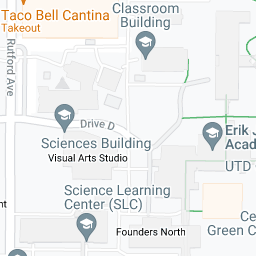 Taco Bell Cantina
Takeout
Classroom
Building
Rutford Ave
Drive D
Sciences Building
Visual Arts Studio
Erik J
Acade
UTD
Science Learning
Center (SLC)
Founders North
Ce
Green C